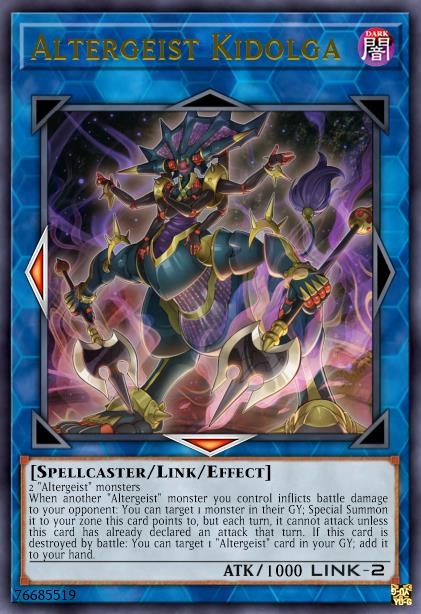 Altergeist Kidolga
DARK
闇
[Spellcaster/Link/Effect]
2 "Altergeist" monsters
When another "Altergeist" monster you control inflicts battle damage
to your opponent: You can target 1 monster in their GY; Special Summon
it to your zone this card points to, but each turn, it cannot attack unless
this card has already declared an attack that turn. If this card is
destroyed by battle: You can target 1 "Altergeist" card in your GY; add it
to your hand.
ATK/1000 LINK-2
76685519